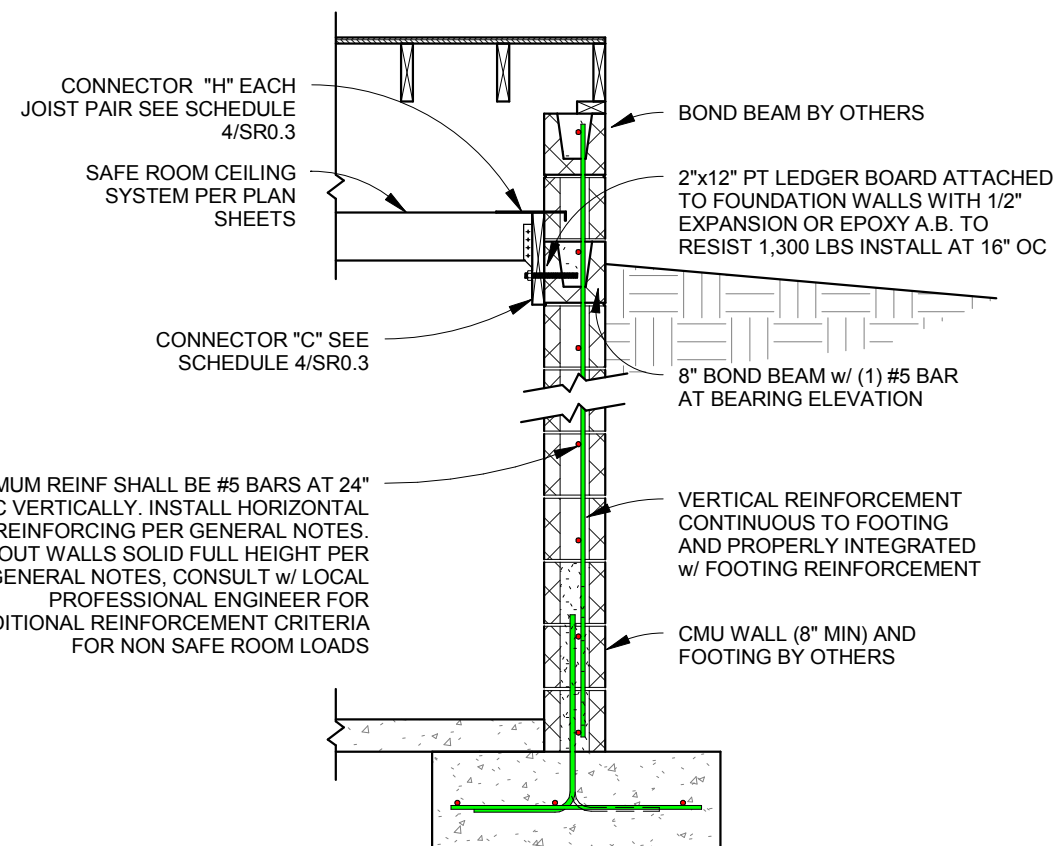 CONNECTOR "H" EACH
JOIST PAIR SEE SCHEDULE
4/SR0.3
SAFE ROOM CEILING
SYSTEM PER PLAN
SHEETS
CONNECTOR "C" SEE
SCHEDULE 4/SR0.3
MUM REINF SHALL BE #5 BARS AT 24"
C VERTICALLY. INSTALL HORIZONTAL
REINFORCING PER GENERAL NOTES.
OUT WALLS SOLID FULL HEIGHT PER
GENERAL NOTES, CONSULT w/ LOCAL
PROFESSIONAL ENGINEER FOR
DITIONAL REINFORCEMENT CRITERIA
FOR NON SAFE ROOM LOADS
BOND BEAM BY OTHERS
2"x12" PT LEDGER BOARD ATTACHED
TO FOUNDATION WALLS WITH 1/2"
EXPANSION OR EPOXY A.B. TO
RESIST 1,300 LBS INSTALL AT 16" OC
8" BOND BEAM w/ (1) #5 BAR
AT BEARING ELEVATION
VERTICAL REINFORCEMENT
CONTINUOUS TO FOOTING
AND PROPERLY INTEGRATED
w/ FOOTING REINFORCEMENT
CMU WALL (8" MIN) AND
FOOTING BY OTHERS